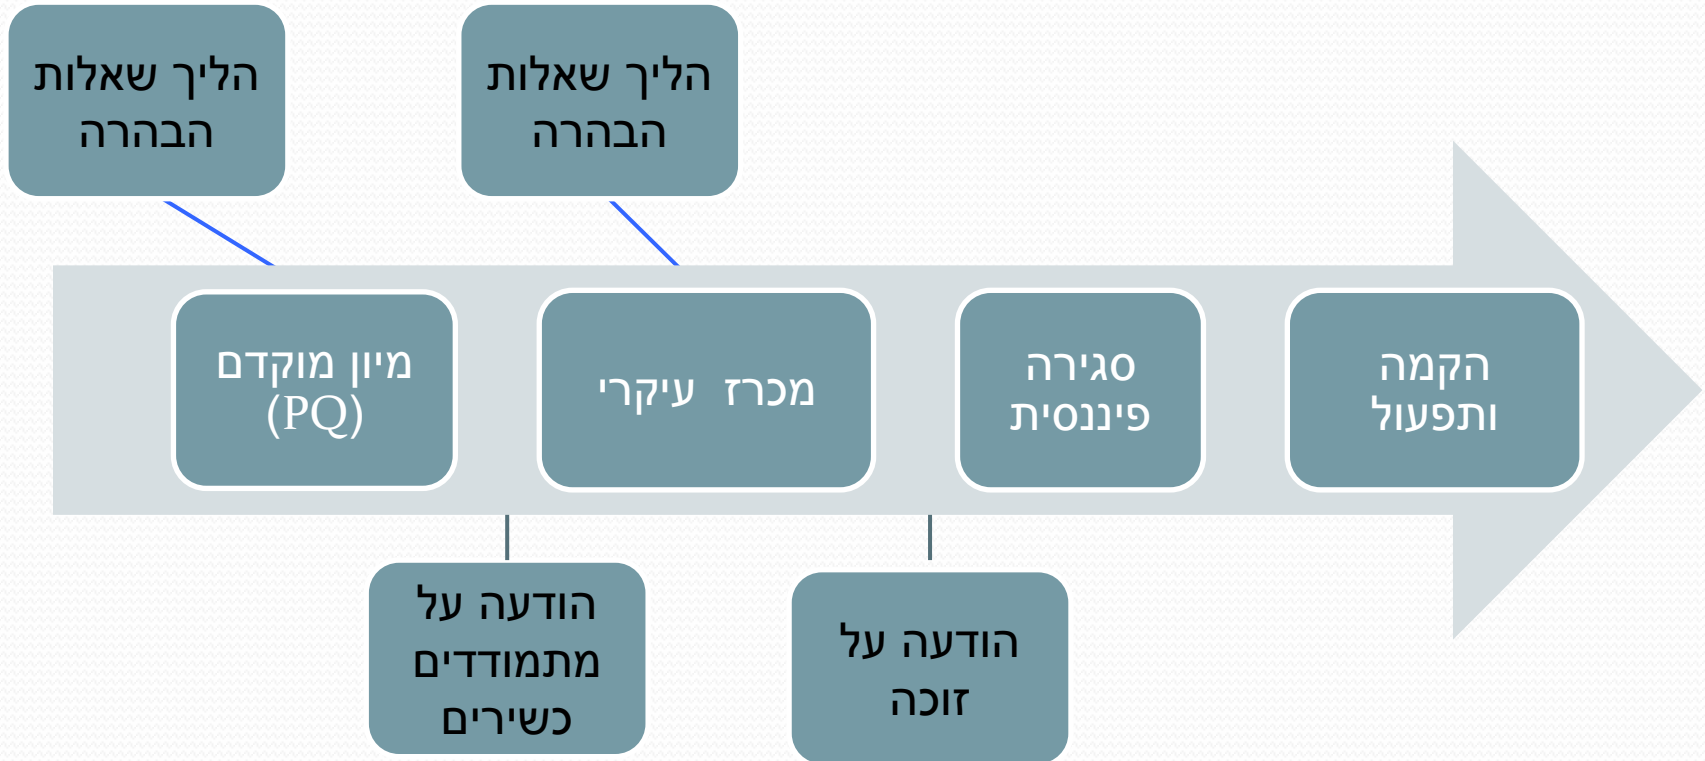 הליך שאלות
הבהרה
הליך שאלות
הבהרה
מיון מוקדם
(PQ)
מכרז עיקרי
סגירה
פיננסית
הקמה
ותפעול
הודעה על
מתמודדים
כשירים
הודעה על
זוכה